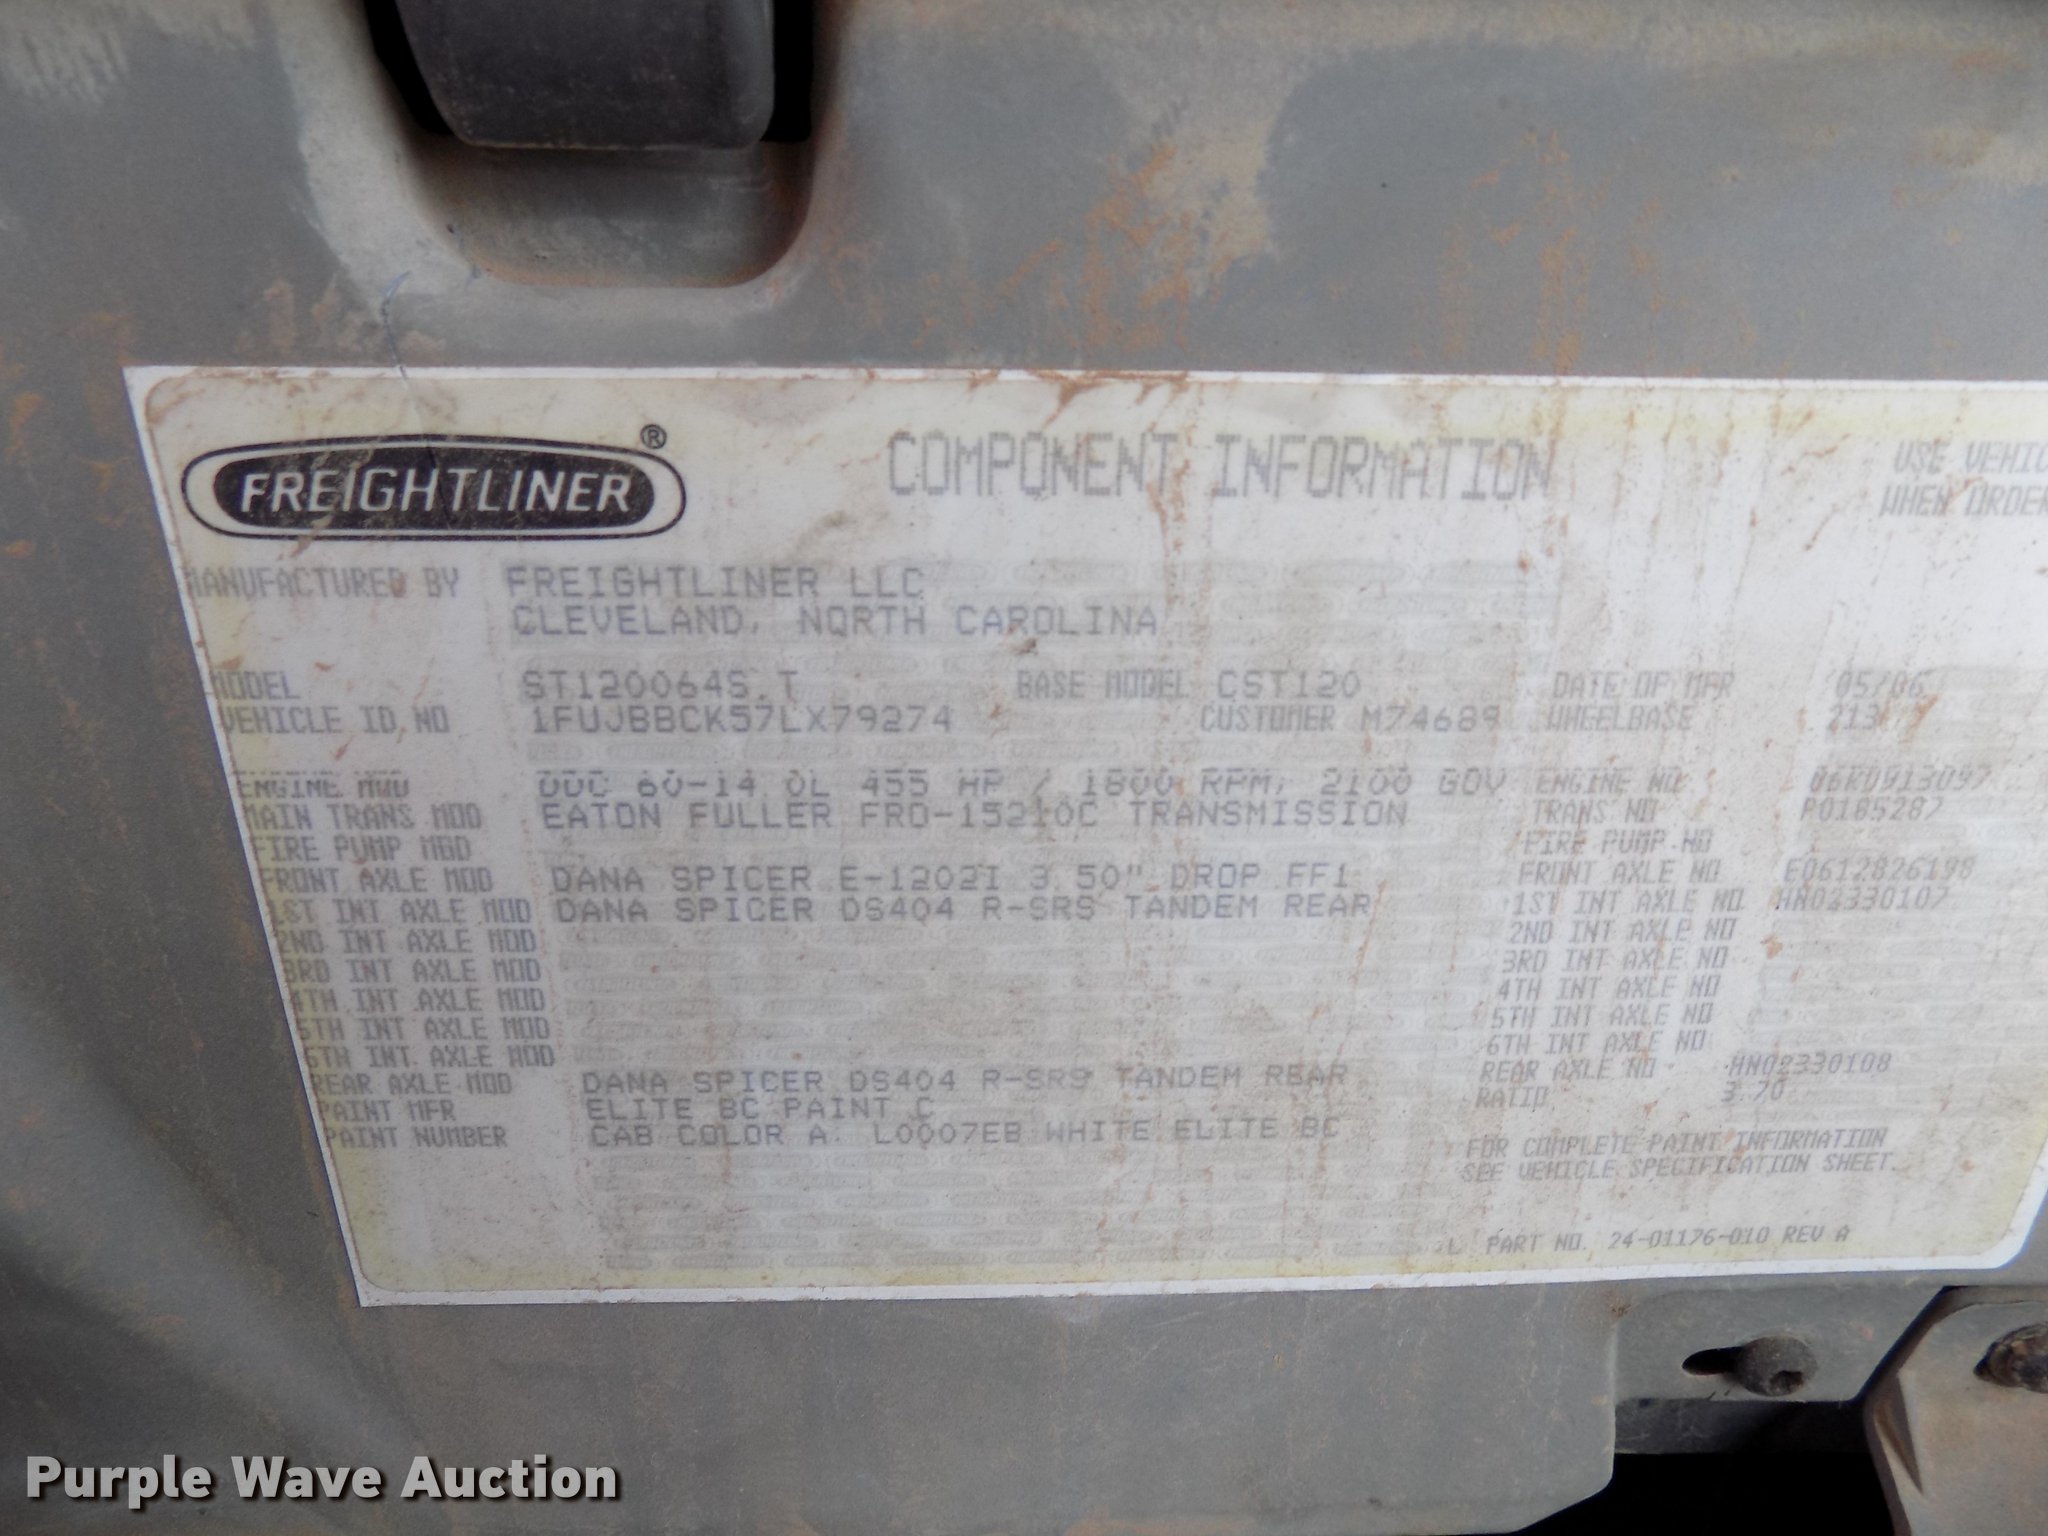 FREIGHTLINER®
COMPONENT INFORMATION
USE VEHIC
WHEN ORDER
MANUFACTURED BY FREIGHTLINER LLC
CLEVELAND, NORTH CAROLINA
MODEL ST120064S.T BASE MODEL CST120 DATE OF MFR 05/06
VEHICLE ID NO 1FUJBBCK57LX79274 CUSTOMER M74689 WHEELBASE 213
ENGINE MOD DDC 60-14.0L 455 HP / 1800 RPM, 2100 GOV ENGINE NO 06R0913097
MAIN TRANS MOD EATON FULLER FRO-15210C TRANSMISSION TRANS NO P0185287
FIRE PUMP MOD FIRE PUMP NO
FRONT AXLE MOD DANA SPICER E-1202I 3.50" DROP FF1 FRONT AXLE NO E0612826198
1ST INT AXLE MOD DANA SPICER DS404 R-SRS TANDEM REAR 1ST INT AXLE NO HN02330107
2ND INT AXLE MOD 2ND INT AXLE NO
3RD INT AXLE MOD 3RD INT AXLE NO
4TH INT AXLE MOD 4TH INT AXLE NO
5TH INT AXLE MOD 5TH INT AXLE NO
6TH INT AXLE MOD 6TH INT AXLE NO
REAR AXLE MOD DANA SPICER DS404 R-SRS TANDEM REAR REAR AXLE NO HN02330108
PAINT MFR ELITE BC PAINT C RATIO 3.70
PAINT NUMBER CAB COLOR A: L0007EB WHITE ELITE BC
FOR COMPLETE PAINT INFORMATION
SEE VEHICLE SPECIFICATION SHEET.
L PART NO. 24-01176-010 REV A
Purple Wave Auction